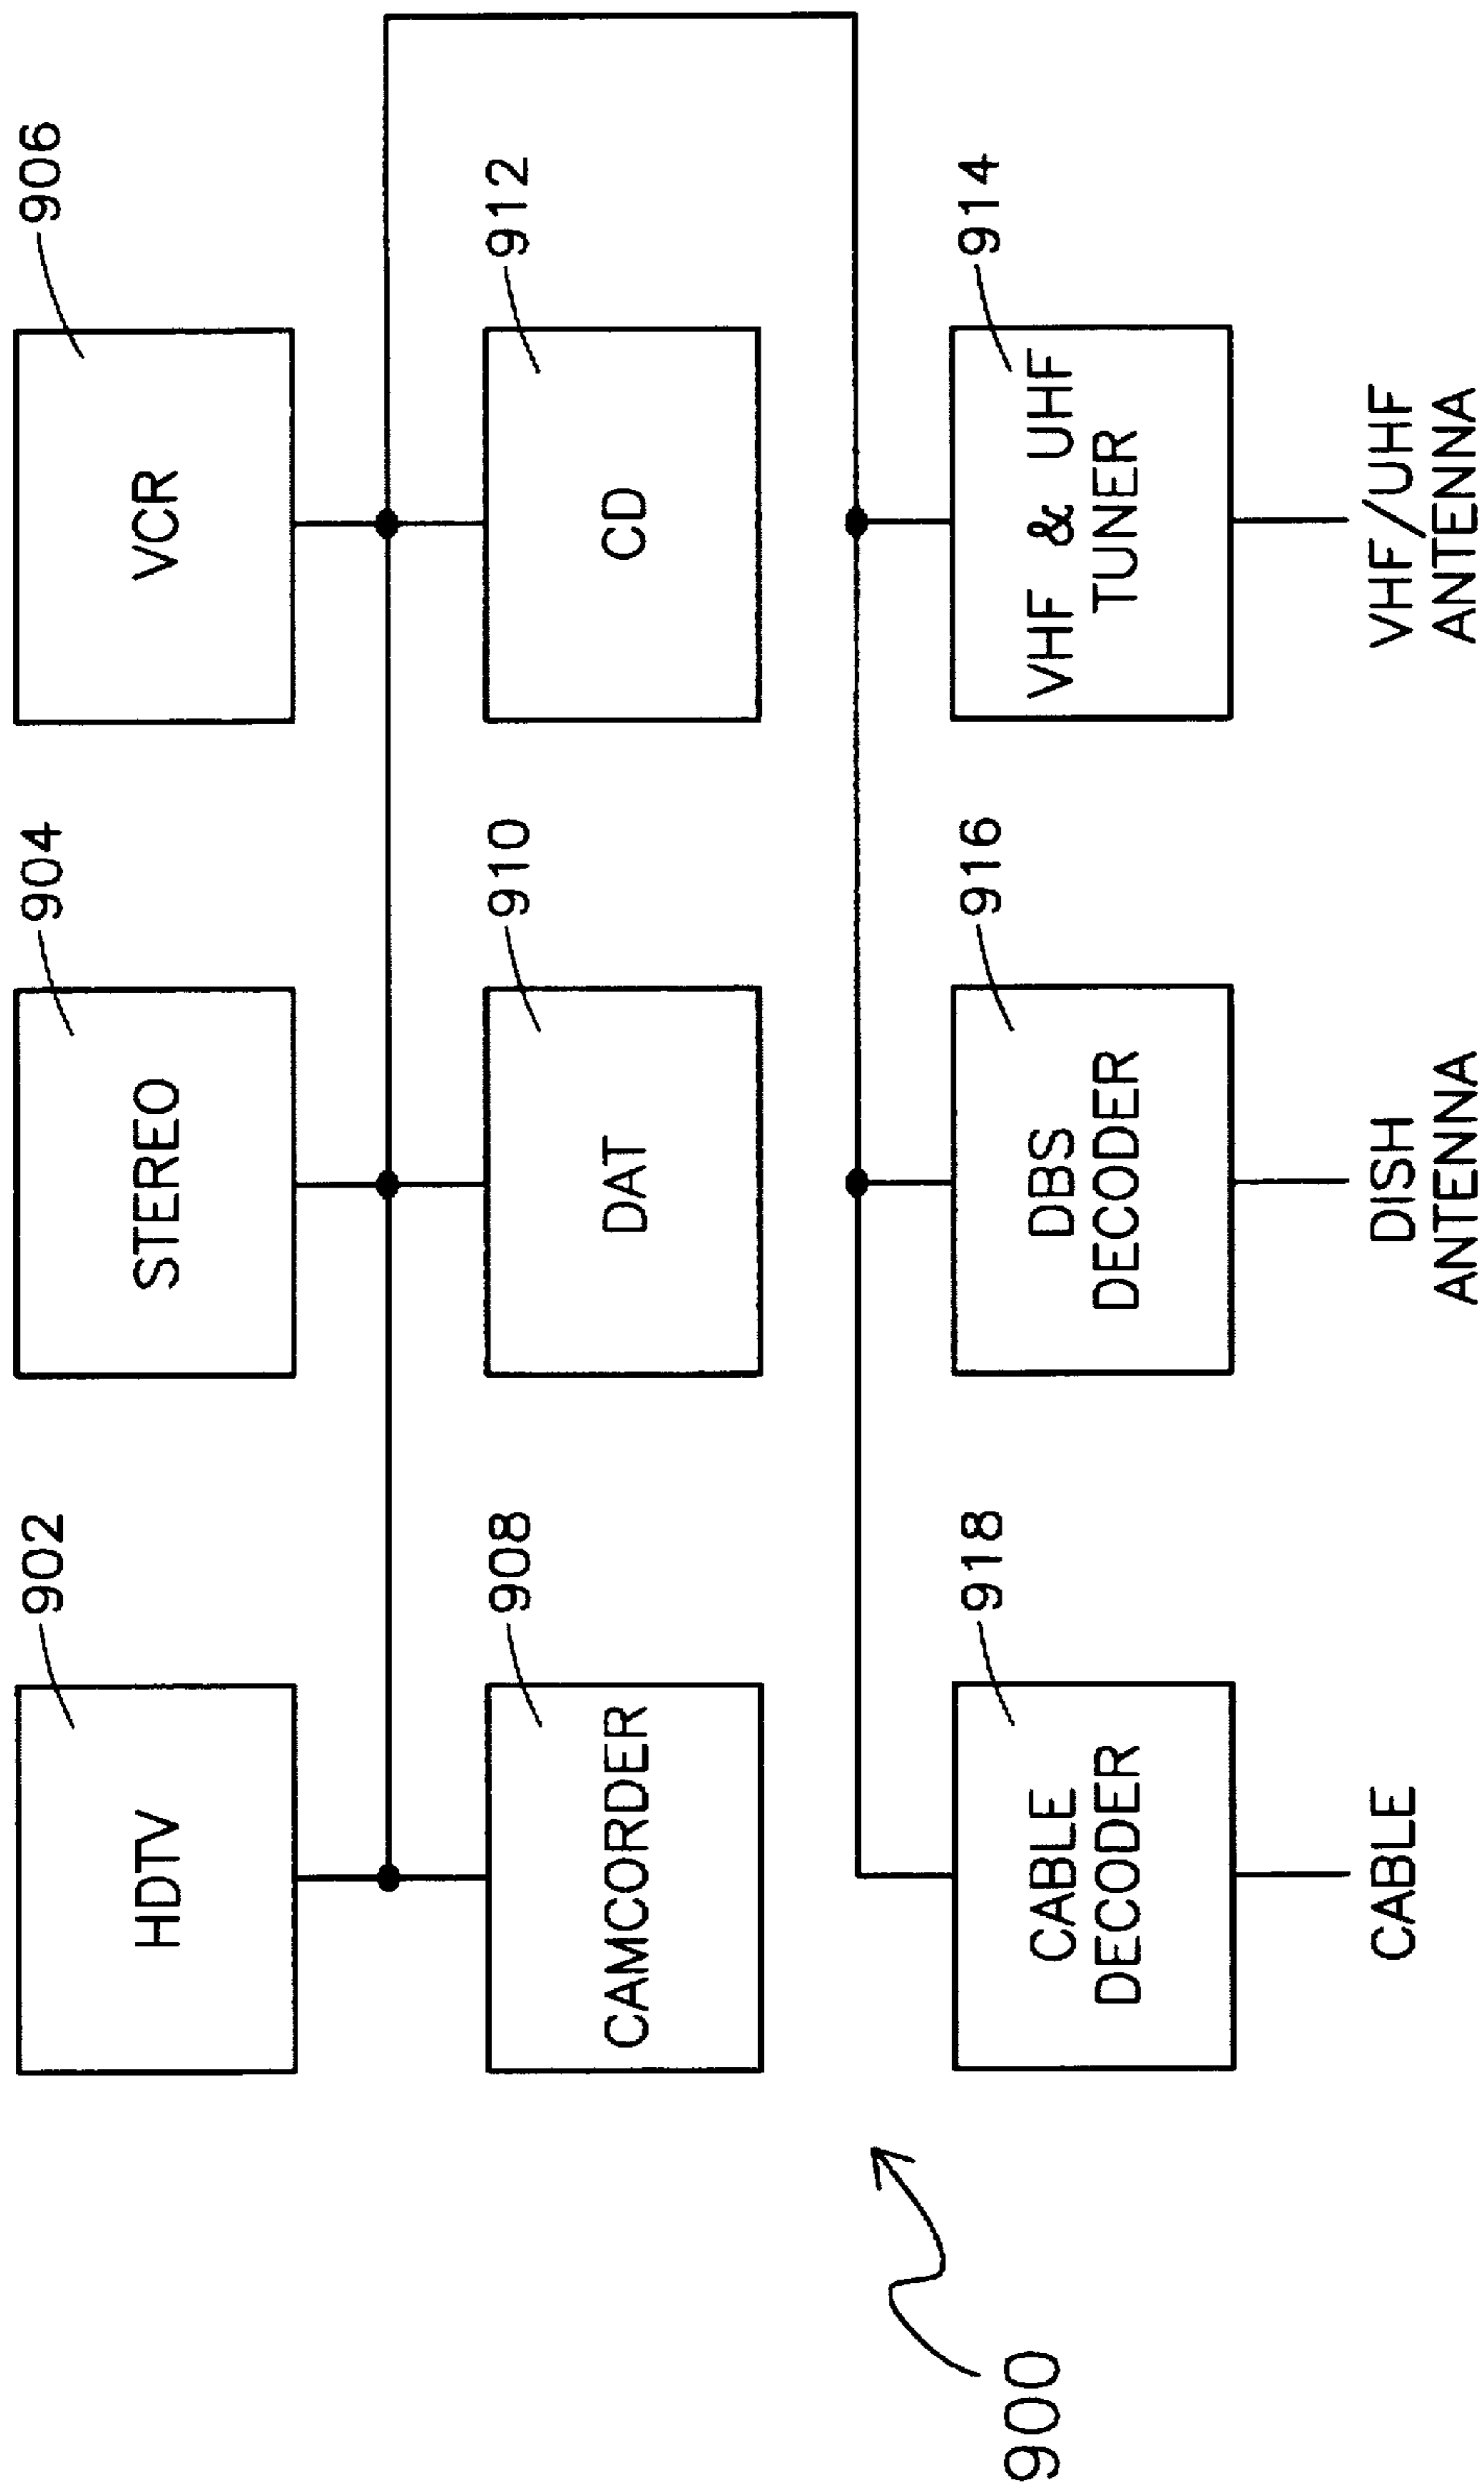 902
904
906
HDTV
STEREO
VCR
908
910
912
CAMCORDER
DAT
CD
918
916
914
CABLE
DECODER
DBS
DECODER
VHF & UHF
TUNER
900
CABLE
DISH
ANTENNA
VHF/UHF
ANTENNA